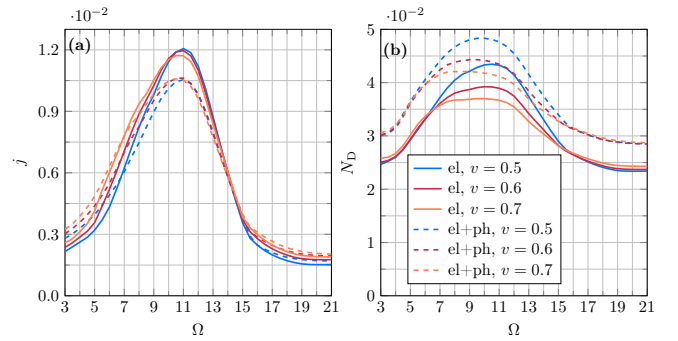 ·10⁻²
(a)
1.2
0.9
0.6
0.3
0.0
j
3 5 7 9 11 13 15 17 19 21
Ω
·10⁻²
(b)
5
4
3
2
1
0
N_D
el, v = 0.5
el, v = 0.6
el, v = 0.7
el+ph, v = 0.5
el+ph, v = 0.6
el+ph, v = 0.7
3 5 7 9 11 13 15 17 19 21
Ω